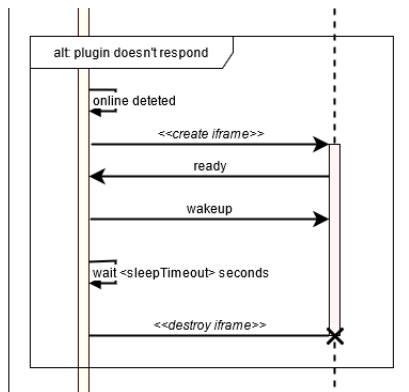 alt: plugin doesn't respond
online deteted
<<create iframe>>
ready
wakeup
wait <sleepTimeout> seconds
<<destroy iframe>>